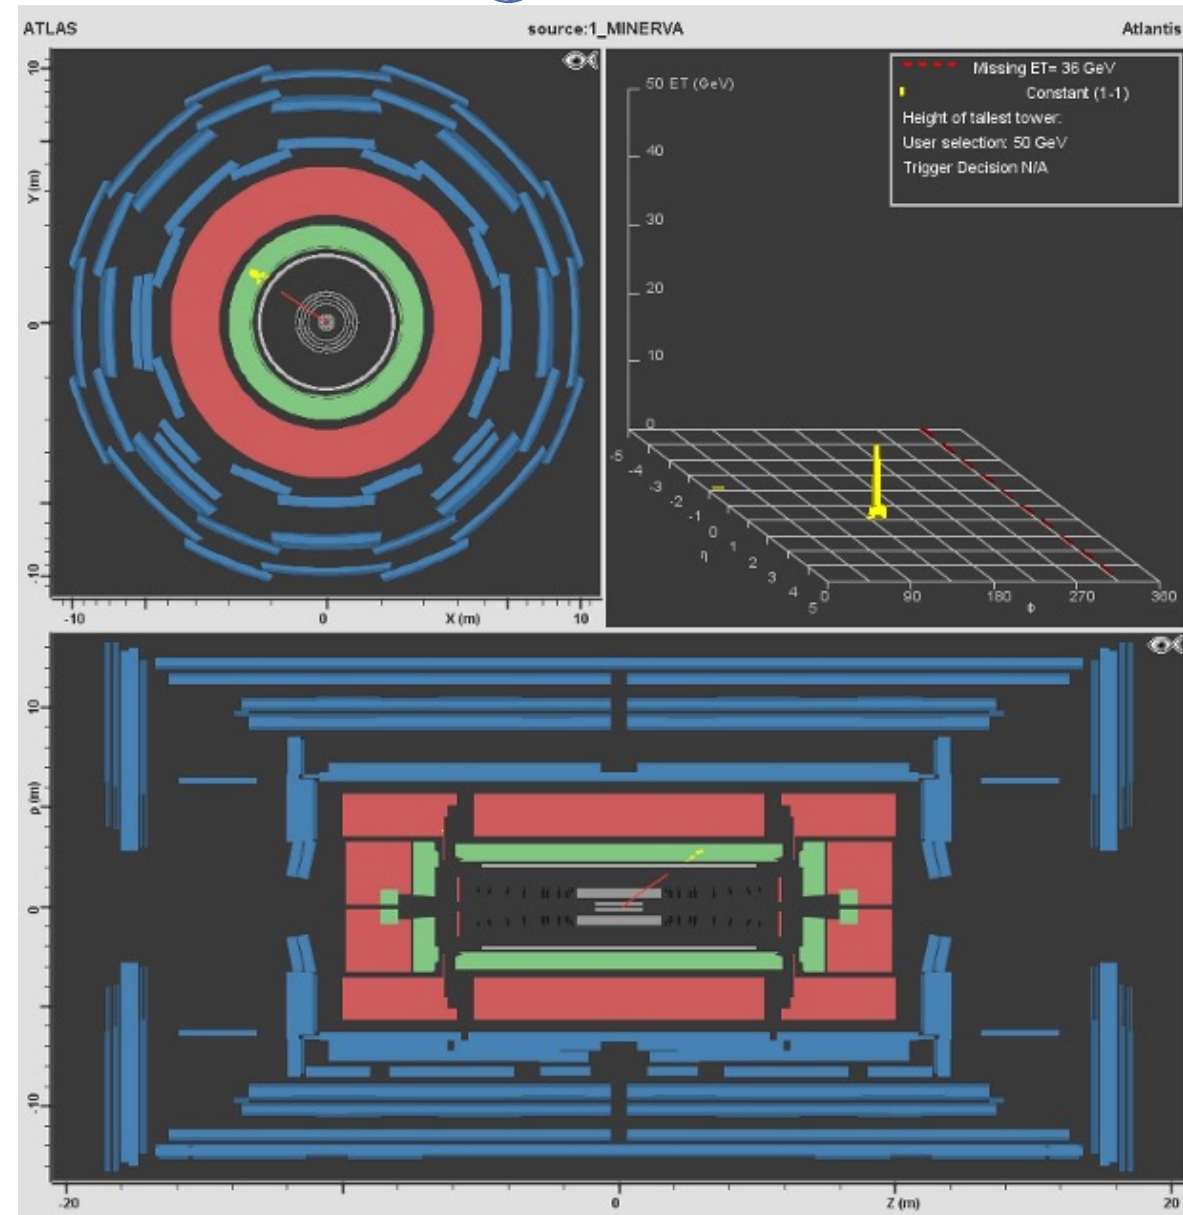 ATLAS source:1_MINERVA Atlantis
10
Y (m)
0
-10
-10 0 X (m) 10
50 ET (GeV)
40
30
20
10
0
-5
-4
-3
-2
-1
0
η
1
2
3
4
5
0 90 180 270 360
Φ
Missing ET= 36 GeV
Constant (1-1)
Height of tallest tower:
User selection: 50 GeV
Trigger Decision N/A
10
ρ (m)
0
-10
-20 0 Z (m) 20